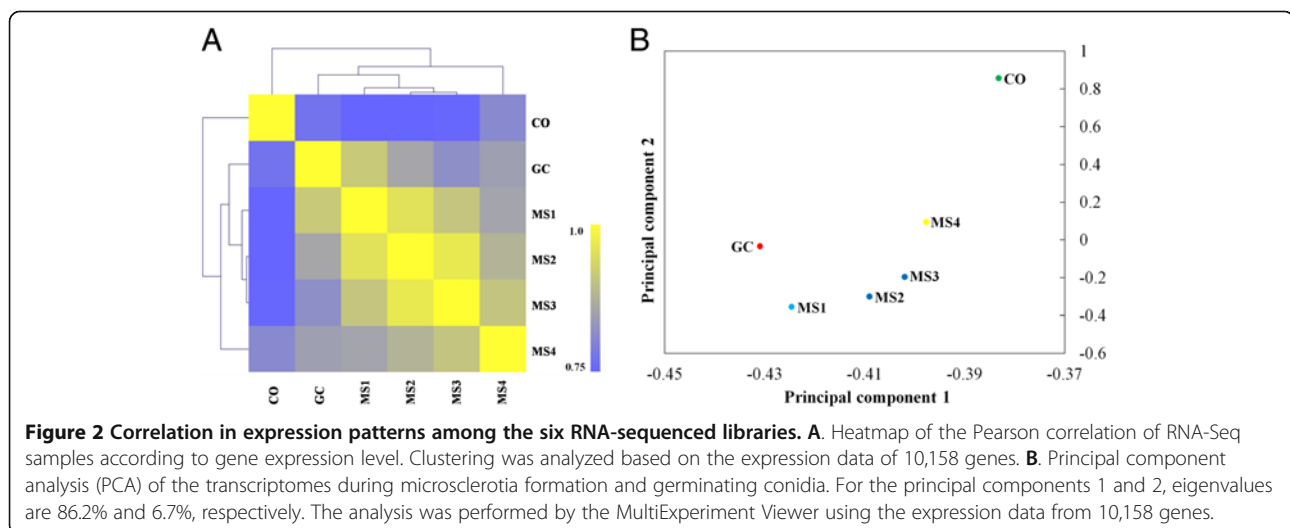 A
CO
GC
MS1
MS2
MS3
MS4
1.0
0.75
CO
GC
MS1
MS2
MS3
MS4
B
Principal component 2
CO
MS4
GC
MS3
MS2
MS1
1
0.8
0.6
0.4
0.2
0
-0.2
-0.4
-0.6
-0.45
-0.43
-0.41
-0.39
-0.37
Principal component 1
Figure 2 Correlation in expression patterns among the six RNA-sequenced libraries. A. Heatmap of the Pearson correlation of RNA-Seq
samples according to gene expression level. Clustering was analyzed based on the expression data of 10,158 genes. B. Principal component
analysis (PCA) of the transcriptomes during microsclerotia formation and germinating conidia. For the principal components 1 and 2, eigenvalues
are 86.2% and 6.7%, respectively. The analysis was performed by the MultiExperiment Viewer using the expression data from 10,158 genes.